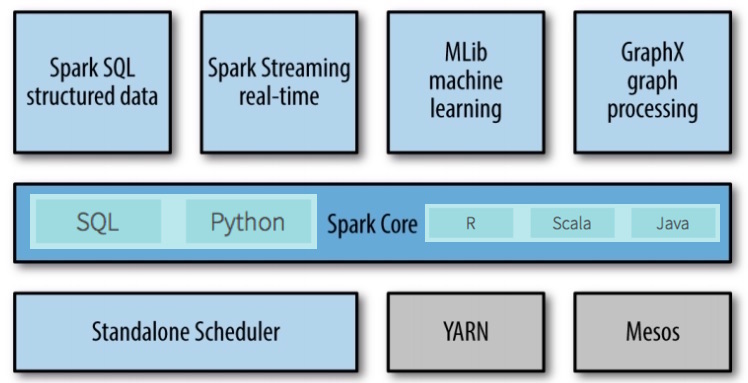 Spark SQL
structured data
Spark Streaming
real-time
MLib
machine
learning
GraphX
graph
processing
SQL Python Spark Core R Scala Java
Standalone Scheduler YARN Mesos